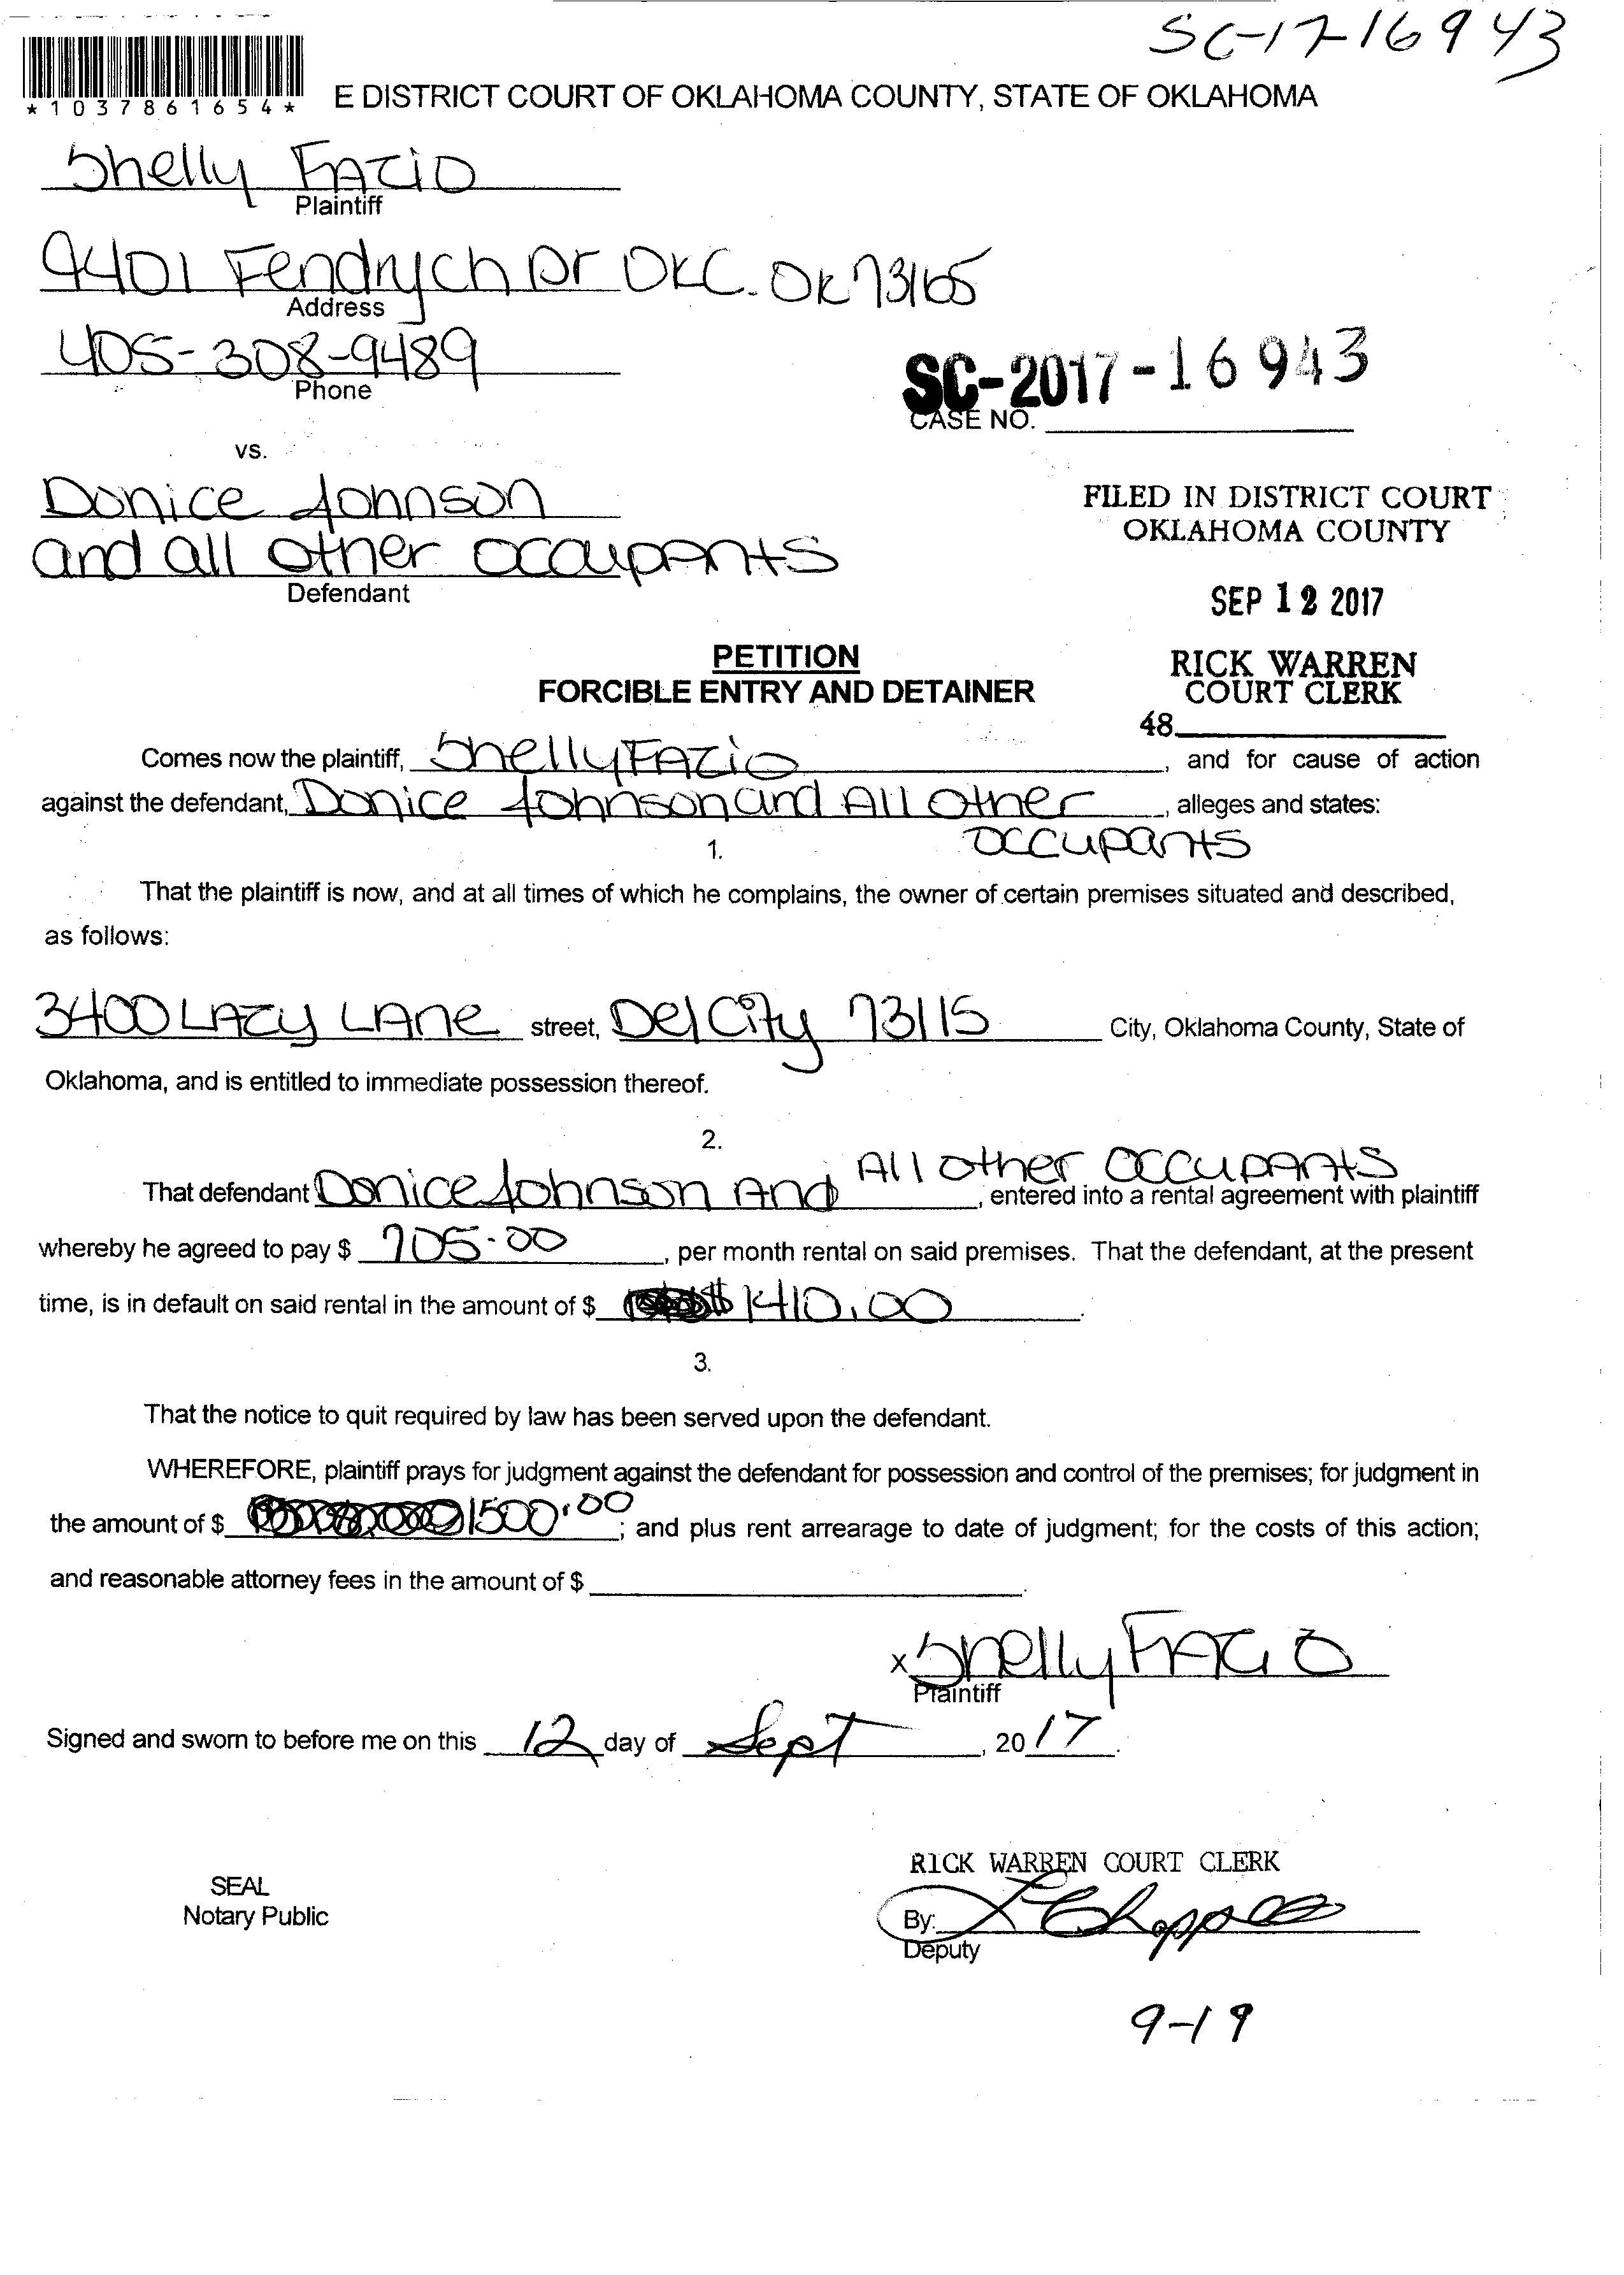 SC-17-16943
*1037861654*
E DISTRICT COURT OF OKLAHOMA COUNTY, STATE OF OKLAHOMA
Shelly FAZiO
Plaintiff
9401 Fendrych Dr OKC. OK 73165
Address
405-308-9489
Phone
SC-2017-16943
CASE NO.
vs.
Donice Johnson
and all other occupants
Defendant
FILED IN DISTRICT COURT
OKLAHOMA COUNTY
SEP 12 2017
RICK WARREN
COURT CLERK
48
PETITION
FORCIBLE ENTRY AND DETAINER
Comes now the plaintiff, Shelly FAZio, and for cause of action
against the defendant, Donice Johnson and All Other, alleges and states:
occupants
1.
That the plaintiff is now, and at all times of which he complains, the owner of certain premises situated and described,
as follows:
3400 LAZY LAne street, Del City 73115 City, Oklahoma County, State of
Oklahoma, and is entitled to immediate possession thereof.
2.
That defendant Donice Johnson And All other occupants, entered into a rental agreement with plaintiff
whereby he agreed to pay $ 705.00, per month rental on said premises. That the defendant, at the present
time, is in default on said rental in the amount of $ $1410.00.
3.
That the notice to quit required by law has been served upon the defendant.
WHEREFORE, plaintiff prays for judgment against the defendant for possession and control of the premises; for judgment in
the amount of $ 1500.00; and plus rent arrearage to date of judgment; for the costs of this action;
and reasonable attorney fees in the amount of $.
x Shelly FAZiO
Plaintiff
Signed and sworn to before me on this 12 day of Sept, 2017.
SEAL
Notary Public
RICK WARREN COURT CLERK
By:
Deputy
9-19